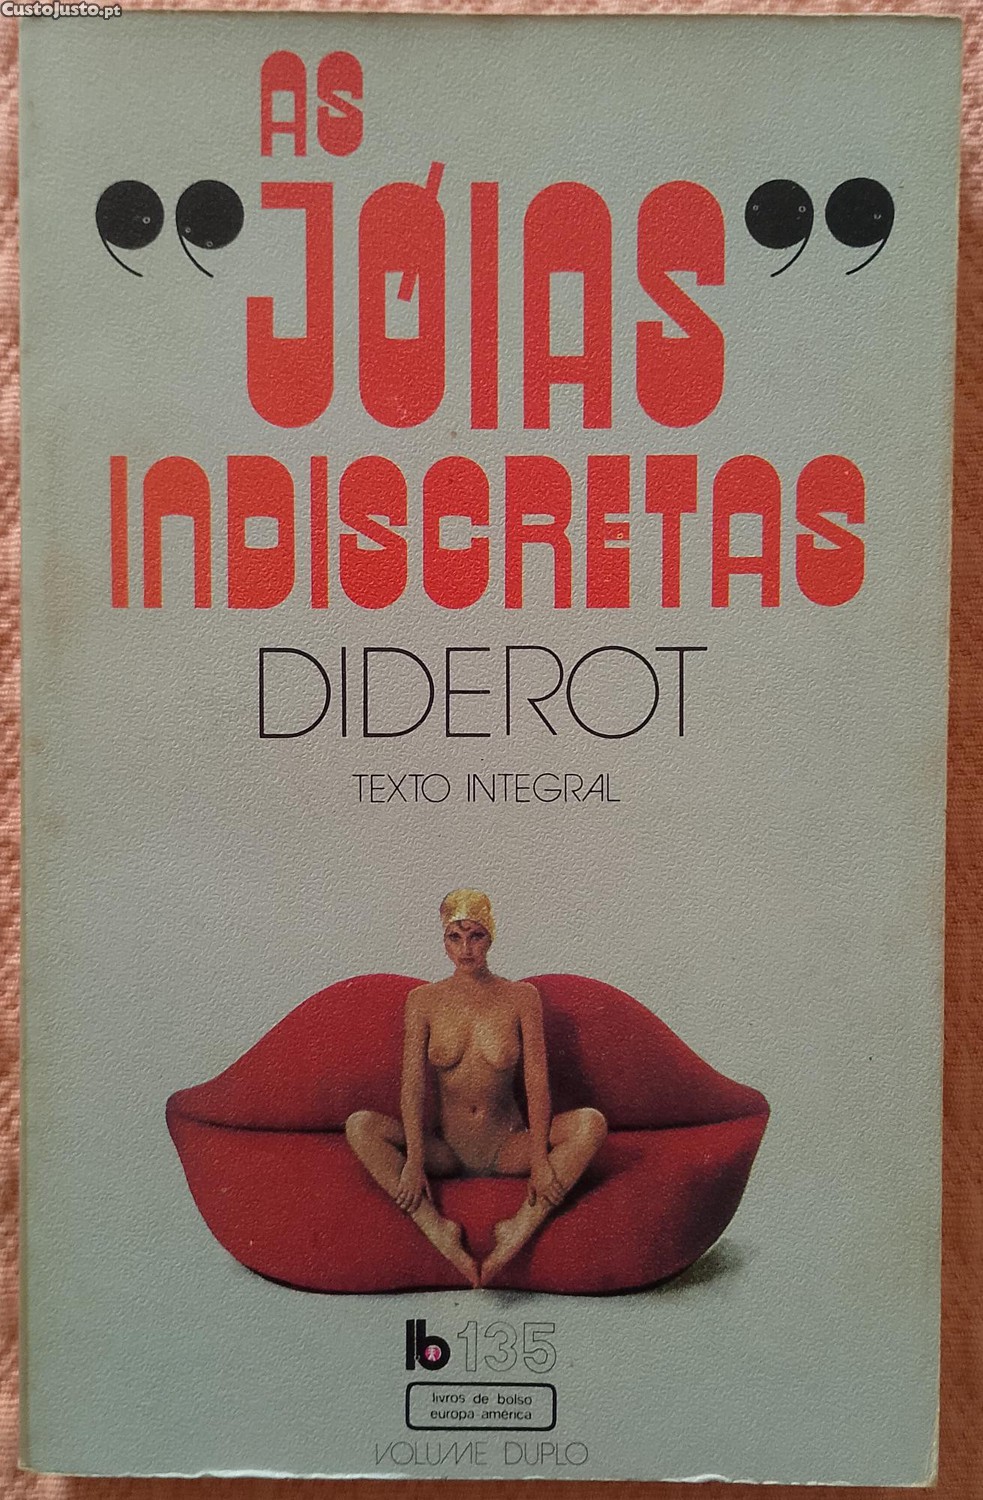 CustoJusto.pt
AS
"JÓIAS"
INDISCRETAS
DIDEROT
TEXTO INTEGRAL
lb 135
livros de bolso
europa-américa
VOLUME DUPLO